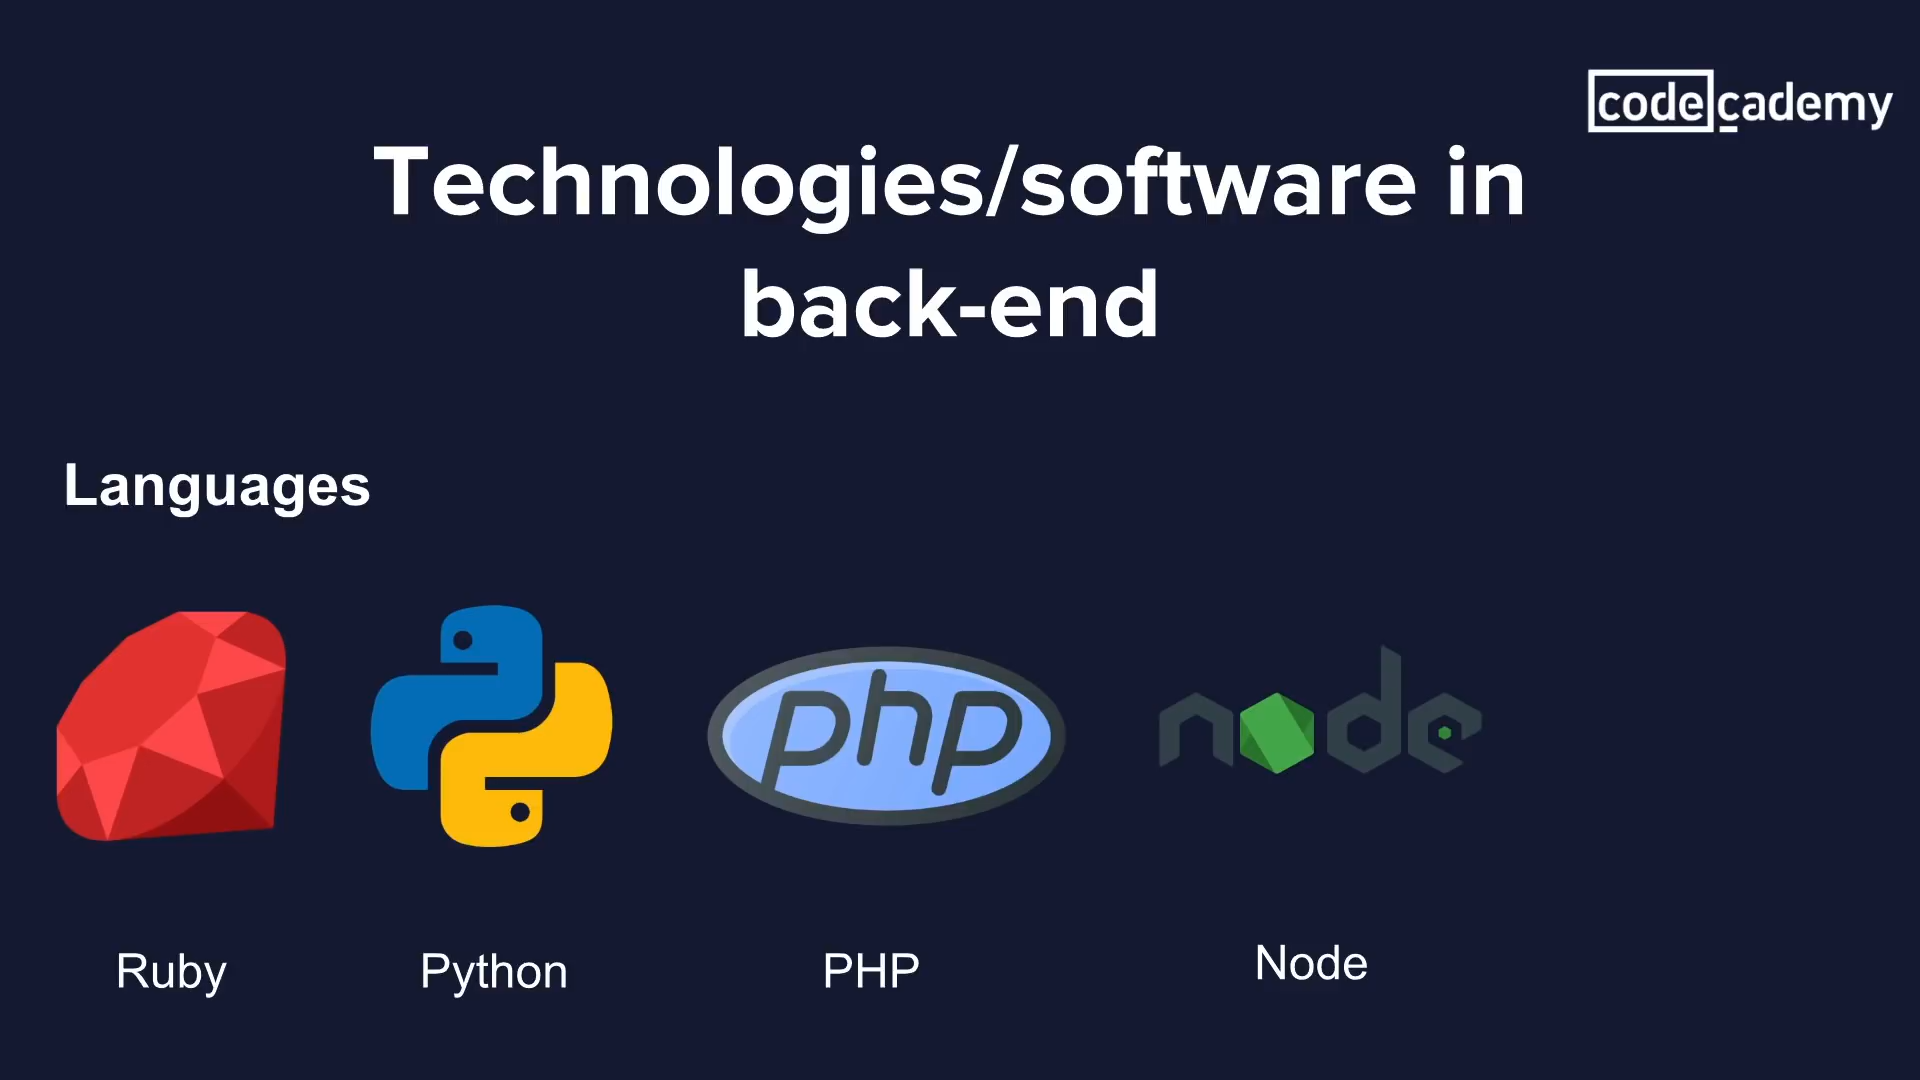 codecademy
Technologies/software in
back-end
Languages
php
node
Ruby
Python
PHP
Node